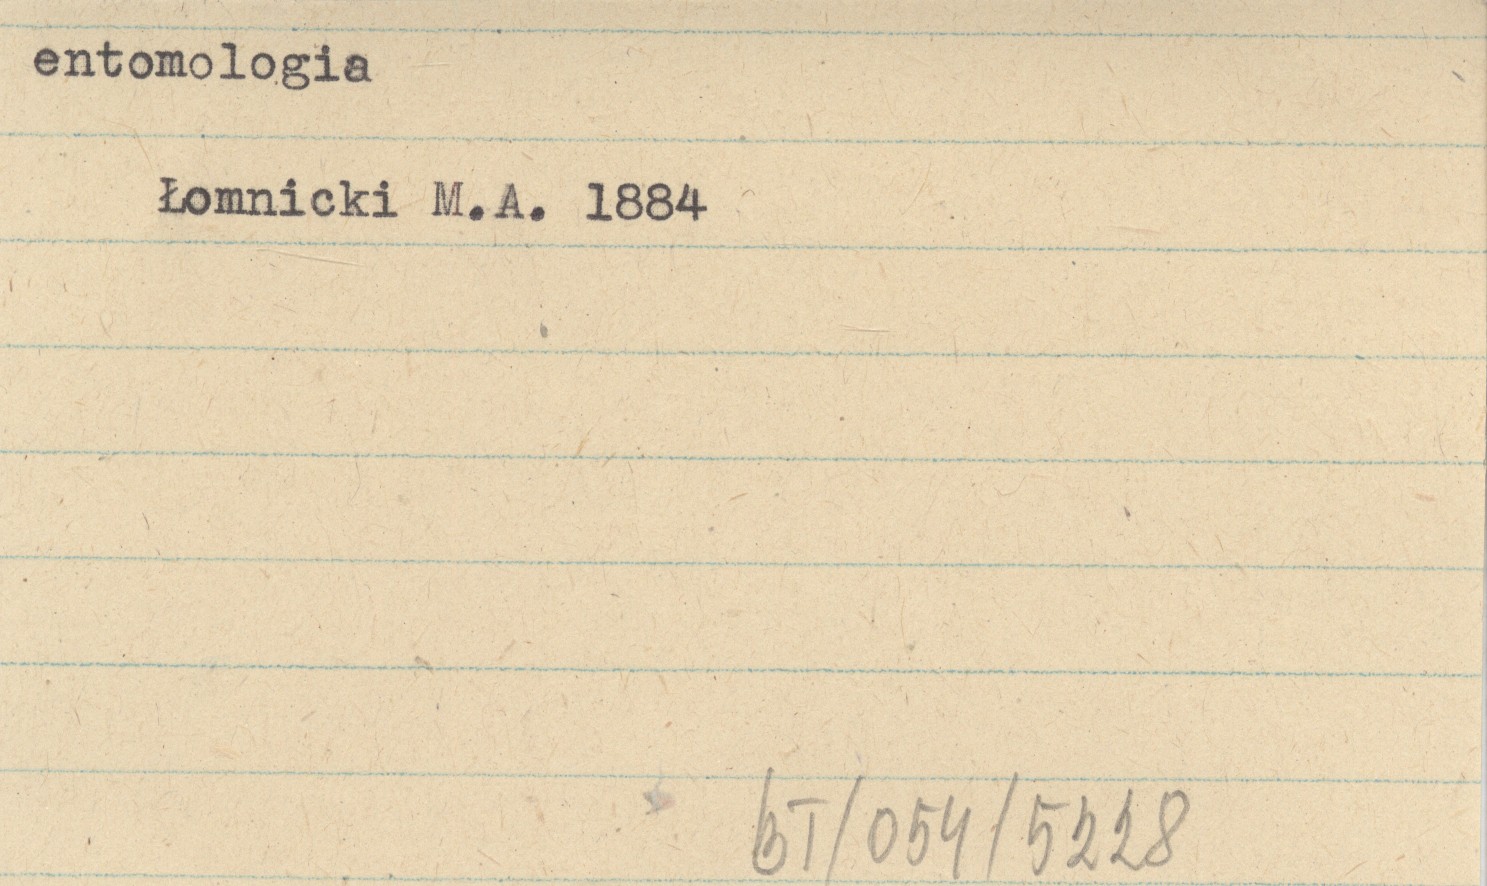 entomologia
Łomnicki M.A. 1884
BT/054/5228